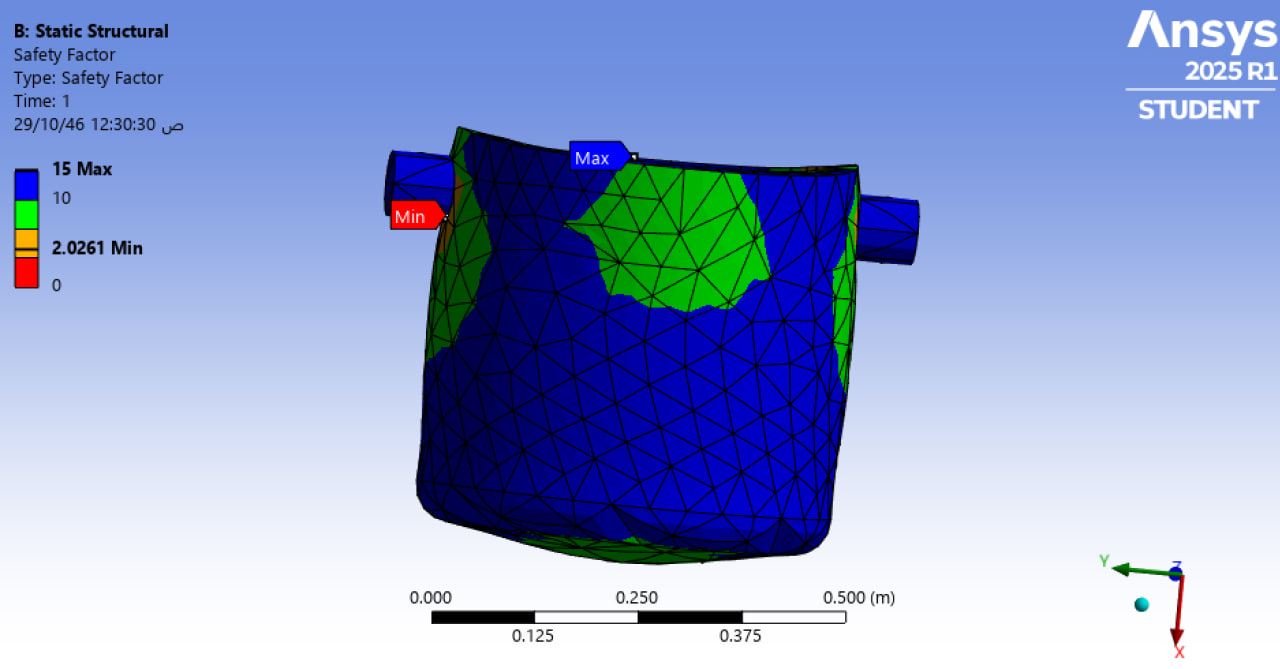 B: Static Structural
Safety Factor
Type: Safety Factor
Time: 1
29/10/46 12:30:30 ص
15 Max
10
2.0261 Min
0
Max
Min
Ansys
2025 R1
STUDENT
0.000 0.250 0.500 (m)
0.125 0.375
Y
Z
X